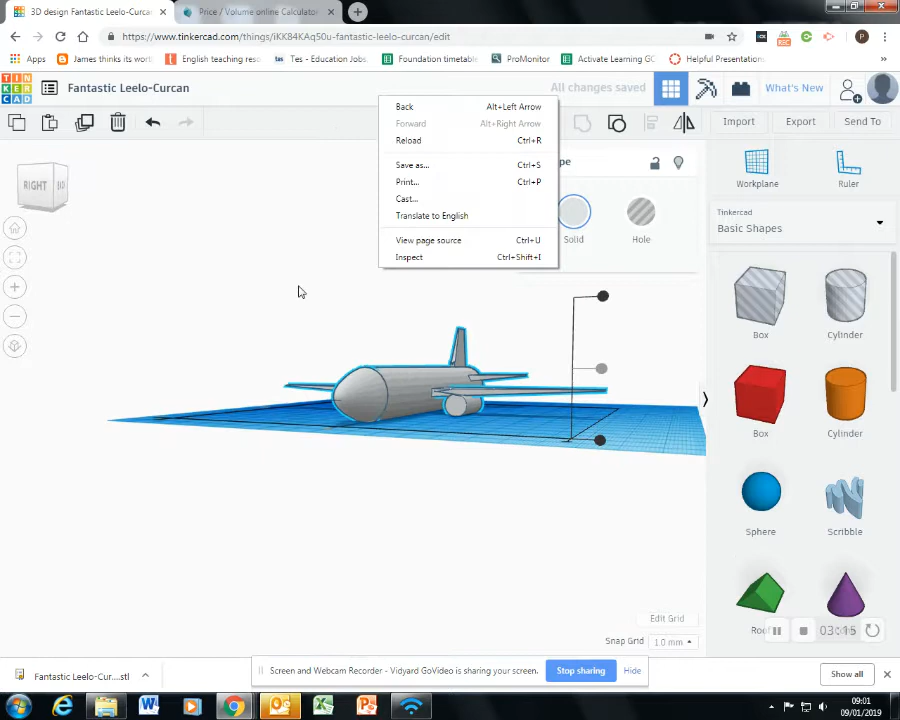 3D design Fantastic Leelo-Curcan
Price / Volume online Calculator
https://www.tinkercad.com/things/iKK84KAq50u-fantastic-leelo-curcan/edit
P
Apps
James thinks its wor
English teaching reso
tes
Tes - Education Jobs,
Foundation timetable
ProMonitor
Activate Learning GC
Helpful Presentation
REC
TIN
KER
CAD
Fantastic Leelo-Curcan
All changes saved
What's New
Import
Export
Send To
Back Alt+Left Arrow
Forward Alt+Right Arrow
Reload Ctrl+R
Save as... Ctrl+S
Print... Ctrl+P
Cast...
Translate to English
View page source Ctrl+U
Inspect Ctrl+Shift+I
pe
Solid
Hole
RIGHT
Workplane
Ruler
Tinkercad
Basic Shapes
Box
Cylinder
Box
Cylinder
Sphere
Scribble
Roof
Edit Grid
Snap Grid 1.0 mm
03:15
Fantastic Leelo-Cur....stl
Screen and Webcam Recorder - Vidyard GoVideo is sharing your screen.
Stop sharing
Hide
Show all
09:01
09/01/2019